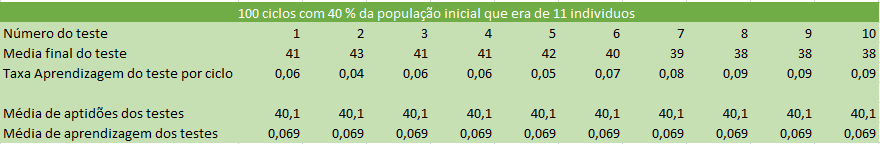 100 ciclos com 40 % da população inicial que era de 11 individuos
Número do teste 1 2 3 4 5 6 7 8 9 10
Media final do teste 41 43 41 41 42 40 39 38 38 38
Taxa Aprendizagem do teste por ciclo 0,06 0,04 0,06 0,06 0,05 0,07 0,08 0,09 0,09 0,09
Média de aptidões dos testes 40,1 40,1 40,1 40,1 40,1 40,1 40,1 40,1 40,1 40,1
Média de aprendizagem dos testes 0,069 0,069 0,069 0,069 0,069 0,069 0,069 0,069 0,069 0,069